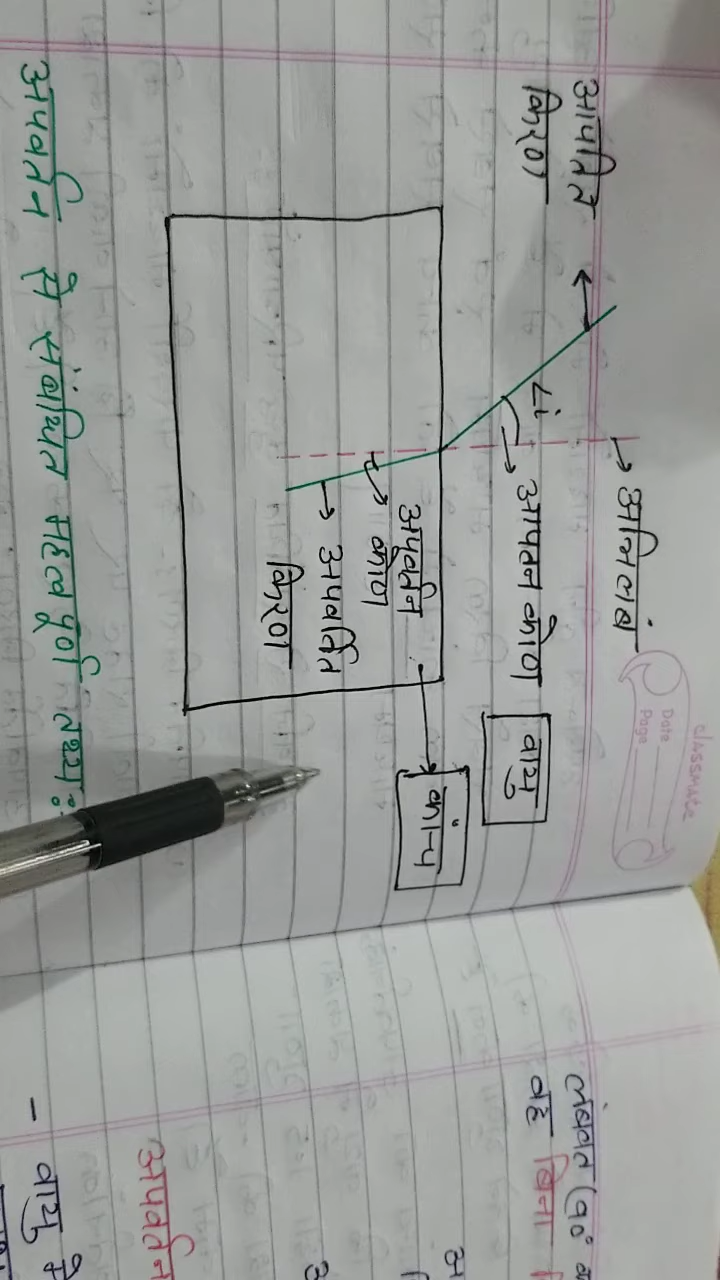 classmate
Date
Page
अभिलंब
आपतित
किरण
∠i
आपतन कोण
वायु
अपवर्तन
कोण
कांच
अपवर्तित
किरण
अपवर्तन से संबंधित महत्वपूर्ण तथ्य :
लंबवत (90°
वह बिना
अपवर्तन
- वायु में